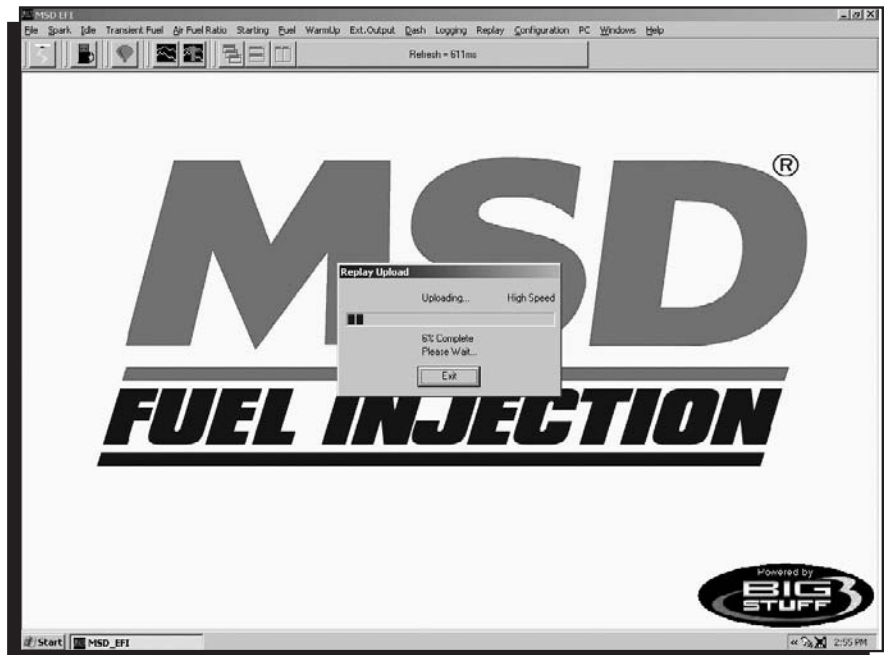 MSD EFI
File Spark Idle Transient Fuel Air Fuel Ratio Starting Fuel WarmUp Ext.Output Dash Logging Replay Configuration PC Windows Help
Refresh = 611ms
MSD®
Replay Upload
Uploading... High Speed
6% Complete
Please Wait...
Exit
FUEL INJECTION
Powered by
BIG STUFF 3
Start MSD_EFI « 2:55 PM